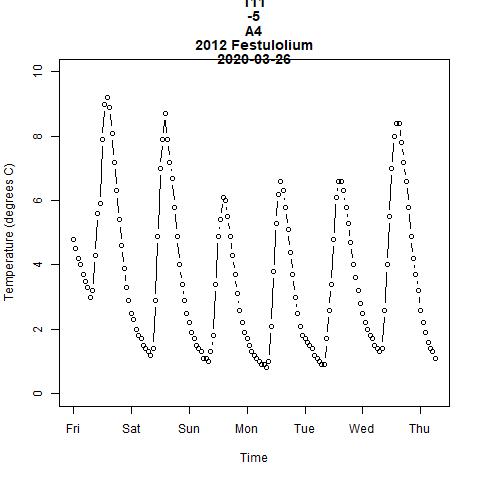 T11
-5
A4
2012 Festulolium
2020-03-26
Temperature (degrees C)
10
8
6
4
2
0
Fri Sat Sun Mon Tue Wed Thu
Time